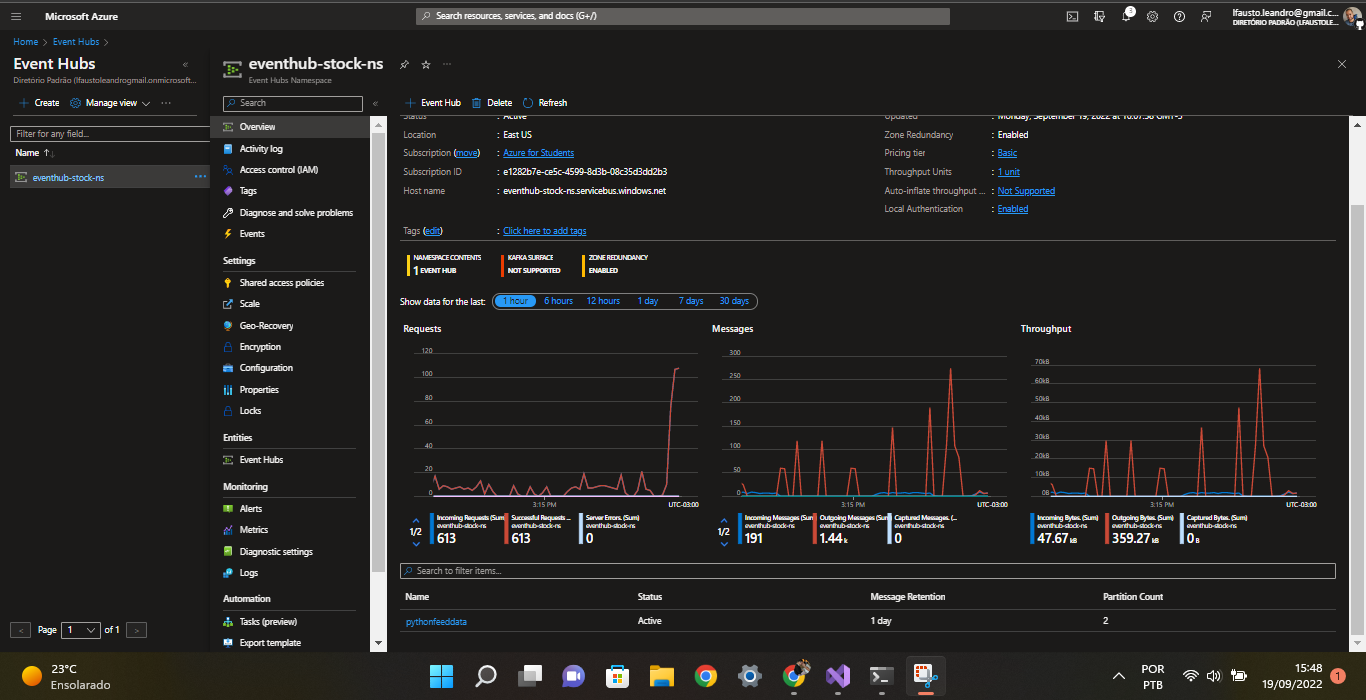 Microsoft Azure
Search resources, services, and docs (G+/)
3
lfausto.leandro@gmail.c...
DIRETÓRIO PADRÃO (LFAUSTOLE...
Home > Event Hubs >
Event Hubs
Diretório Padrão (lfaustoleandrogmail.onmicrosoft...
Create
Manage view
Filter for any field...
Name
eventhub-stock-ns
Page 1 of 1
eventhub-stock-ns
Event Hubs Namespace
Search
Overview
Activity log
Access control (IAM)
Tags
Diagnose and solve problems
Events
Settings
Shared access policies
Scale
Geo-Recovery
Encryption
Configuration
Properties
Locks
Entities
Event Hubs
Monitoring
Alerts
Metrics
Diagnostic settings
Logs
Automation
Tasks (preview)
Export template
Event Hub
Delete
Refresh
Status : Active
Location : East US
Subscription (move) : Azure for Students
Subscription ID : e1282b7e-ce5c-4599-8d3b-08c35d3dd2b3
Host name : eventhub-stock-ns.servicebus.windows.net
Updated : Monday, September 19, 2022 at
Zone Redundancy : Enabled
Pricing tier : Basic
Throughput Units : 1 unit
Auto-inflate throughput ... : Not Supported
Local Authentication : Enabled
Tags (edit) : Click here to add tags
NAMESPACE CONTENTS
1 EVENT HUB
KAFKA SURFACE
NOT SUPPORTED
ZONE REDUNDANCY
ENABLED
Show data for the last: 1 hour 6 hours 12 hours 1 day 7 days 30 days
Requests
120
100
80
60
40
20
0
3:15 PM UTC-03:00
1/2
Incoming Requests (Sum)
eventhub-stock-ns
613
Successful Requests ...
eventhub-stock-ns
613
Server Errors. (Sum)
eventhub-stock-ns
0
Messages
300
250
200
150
100
50
0
3:15 PM UTC-03:00
1/2
Incoming Messages (Sum)
eventhub-stock-ns
191
Outgoing Messages (Sum)
eventhub-stock-ns
1.44 k
Captured Messages. (...
eventhub-stock-ns
0
Throughput
70kB
60kB
50kB
40kB
30kB
20kB
10kB
0B
3:15 PM UTC-03:00
Incoming Bytes. (Sum)
eventhub-stock-ns
47.67 kB
Outgoing Bytes. (Sum)
eventhub-stock-ns
359.27 kB
Captured Bytes. (Sum)
eventhub-stock-ns
0 B
Search to filter items...
Name Status Message Retention Partition Count
pythonfeeddata Active 1 day 2
23°C
Ensolarado
POR
PTB
15:48
19/09/2022
1